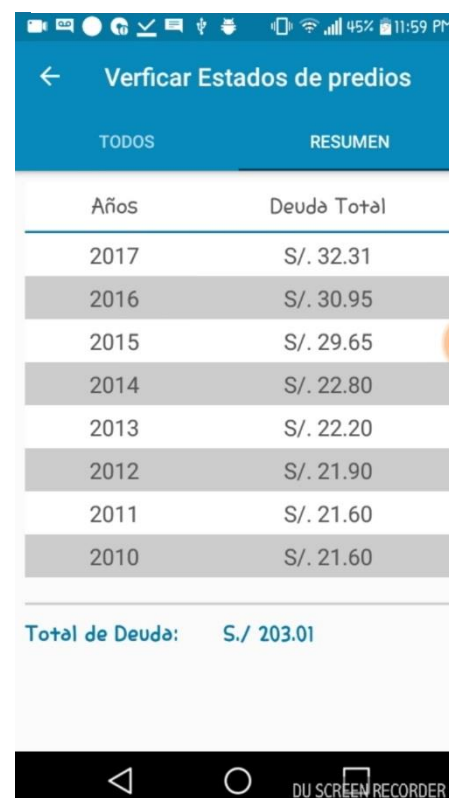 45% 11:59 PM
Verficar Estados de predios
TODOS RESUMEN
Años Deuda Total
2017 S/. 32.31
2016 S/. 30.95
2015 S/. 29.65
2014 S/. 22.80
2013 S/. 22.20
2012 S/. 21.90
2011 S/. 21.60
2010 S/. 21.60
Total de Deuda: S./ 203.01
DU SCREEN RECORDER